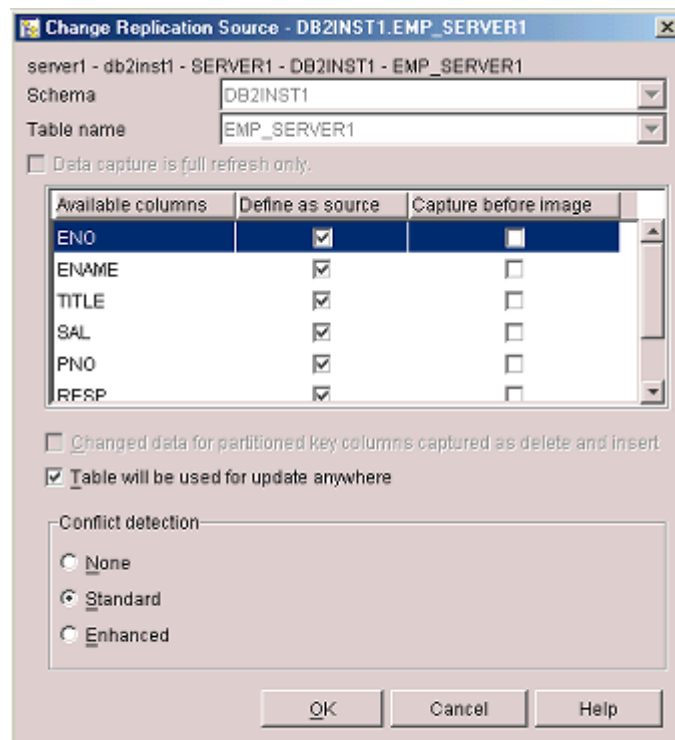 Change Replication Source - DB2INST1.EMP_SERVER1
server1 - db2inst1 - SERVER1 - DB2INST1 - EMP_SERVER1
Schema DB2INST1
Table name EMP_SERVER1
Data capture is full refresh only.
Available columns Define as source Capture before image
ENO
ENAME
TITLE
SAL
PNO
RESP
Changed data for partitioned key columns captured as delete and insert
Table will be used for update anywhere
Conflict detection
None
Standard
Enhanced
OK Cancel Help